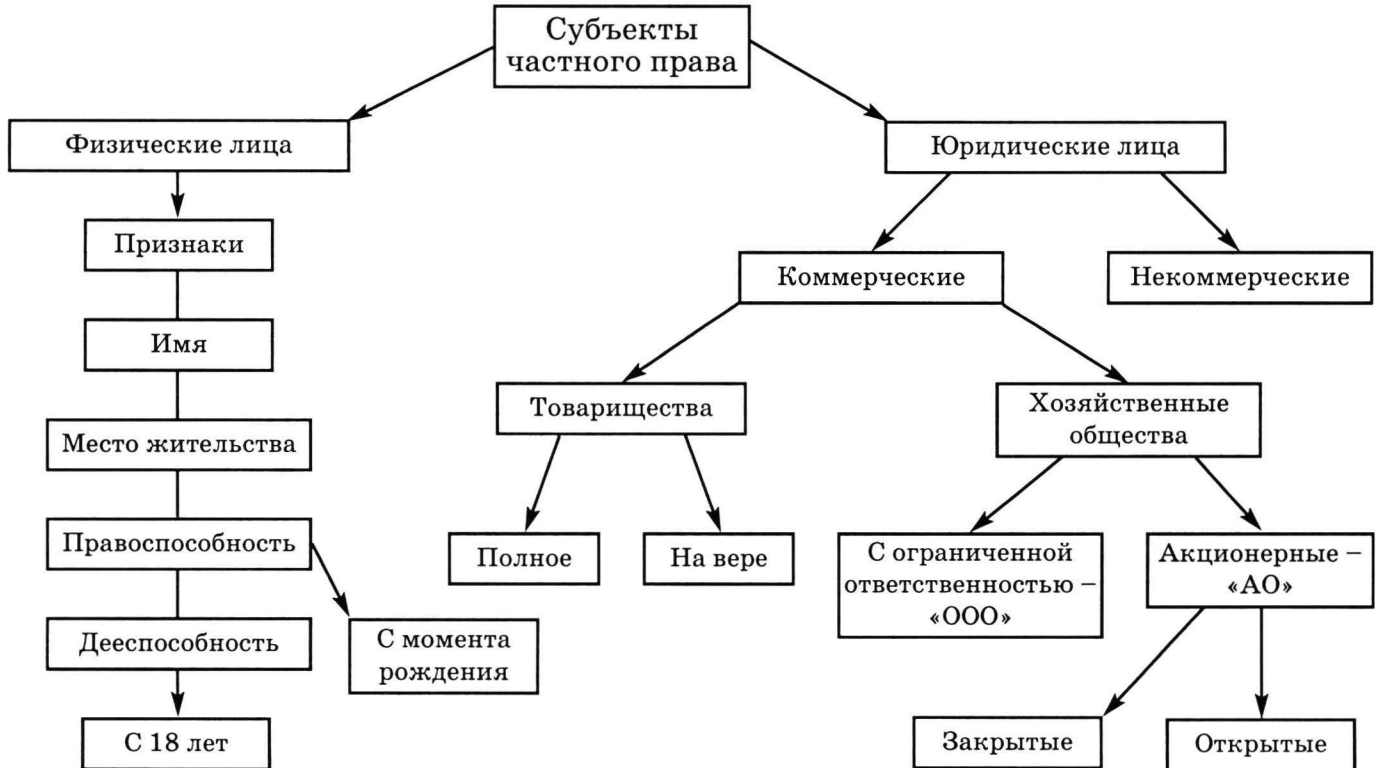 Субъекты
частного права
Физические лица
Юридические лица
Признаки
Коммерческие
Некоммерческие
Имя
Товарищества
Хозяйственные
общества
Место жительства
Правоспособность
Полное
На вере
С ограниченной
ответственностью –
«ООО»
Акционерные –
«АО»
Дееспособность
С момента
рождения
С 18 лет
Закрытые
Открытые